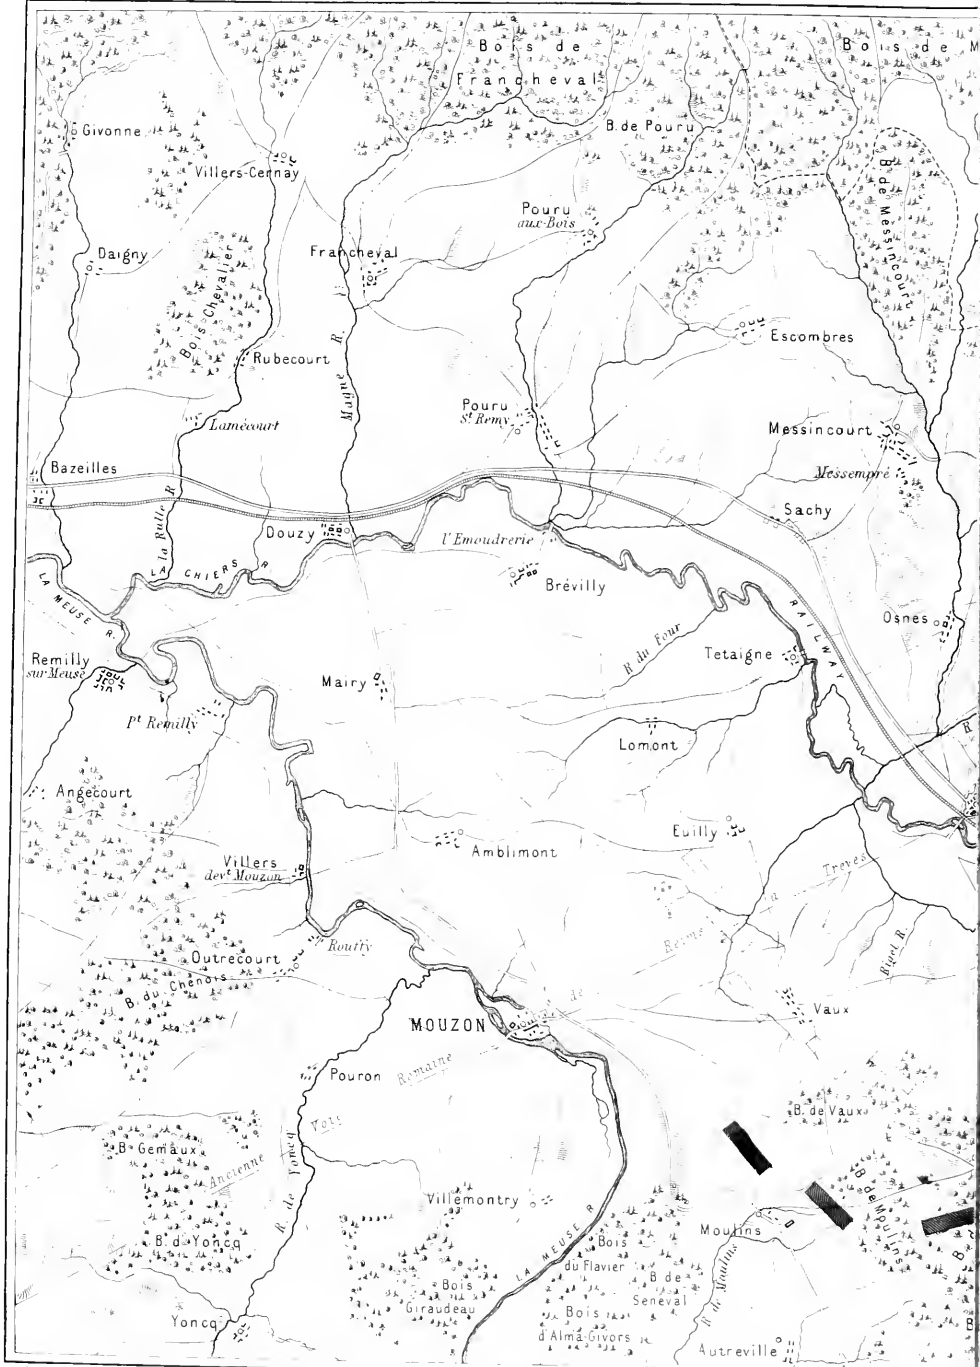 Bois de
Francheval
Bois de M
Givonne
B. de Pouru
Villers-Cernay
B. de Messincourt
Pouru
aux-Bois
Daigny
Francheval
Bois Chevalier
Escombres
Rubecourt
Magne R.
Pouru
St Remy
Lamécourt
Messincourt
Bazeilles
Messempré
la Rulle R
Sachy
Douzy
l'Emoudrerie
LA CHIERS R
LA MEUSE R.
Brévilly
RAILWAY
Osnes
R du Four
Remilly
sur Meuse
Tetaigne
Mairy
Pt Remilly
Lomont
Angecourt
Euilly
Amblimont
Villers
devt Mouzon
Treves
a
Reims
Routty
Outrecourt
Bigel R.
B. du Chenois
de
Vaux
MOUZON
Pouron
Romaine
B. de Vaux
Voie
B. Gemaux
Ancienne
R. de Yoncq
B de Moulins
Villemontry
Moulins
B. d. Yoncq
LA MEUSE R.
Bois
du Flavier
B de
Seneval
R de Moulins
Bois
Giraudeau
Bois
d'Alma-Givors
Yoncq
Autreville